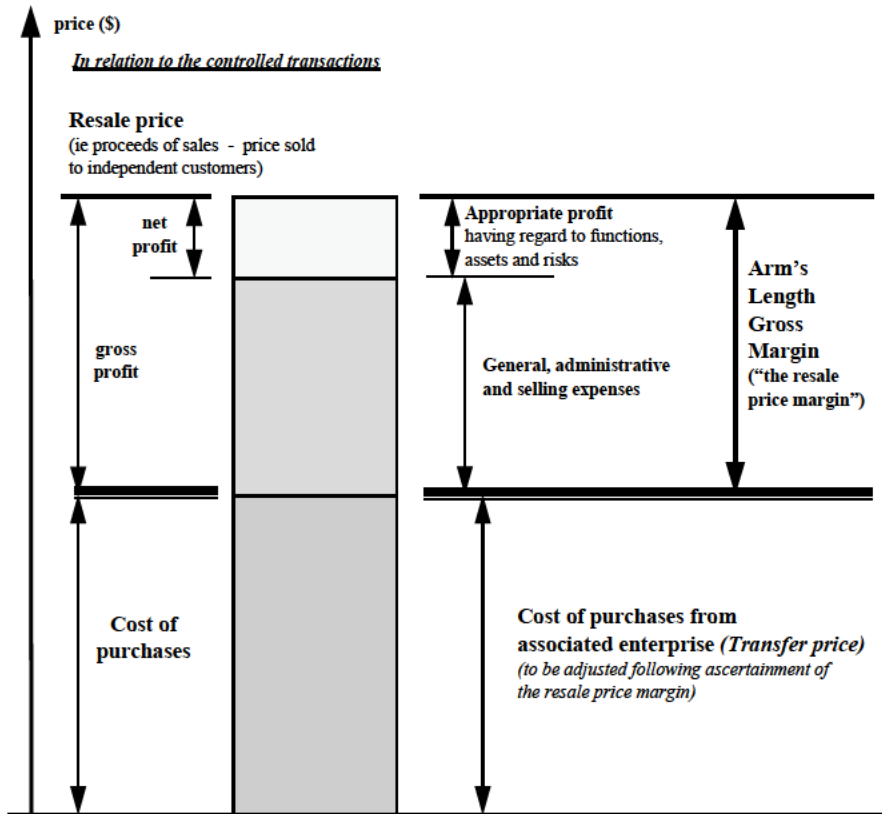 price ($)
In relation to the controlled transactions
Resale price
(ie proceeds of sales - price sold
to independent customers)
net
profit
Appropriate profit
having regard to functions,
assets and risks
Arm’s
Length
Gross
Margin
(“the resale
price margin”)
gross
profit
General, administrative
and selling expenses
Cost of
purchases
Cost of purchases from
associated enterprise (Transfer price)
(to be adjusted following ascertainment of
the resale price margin)